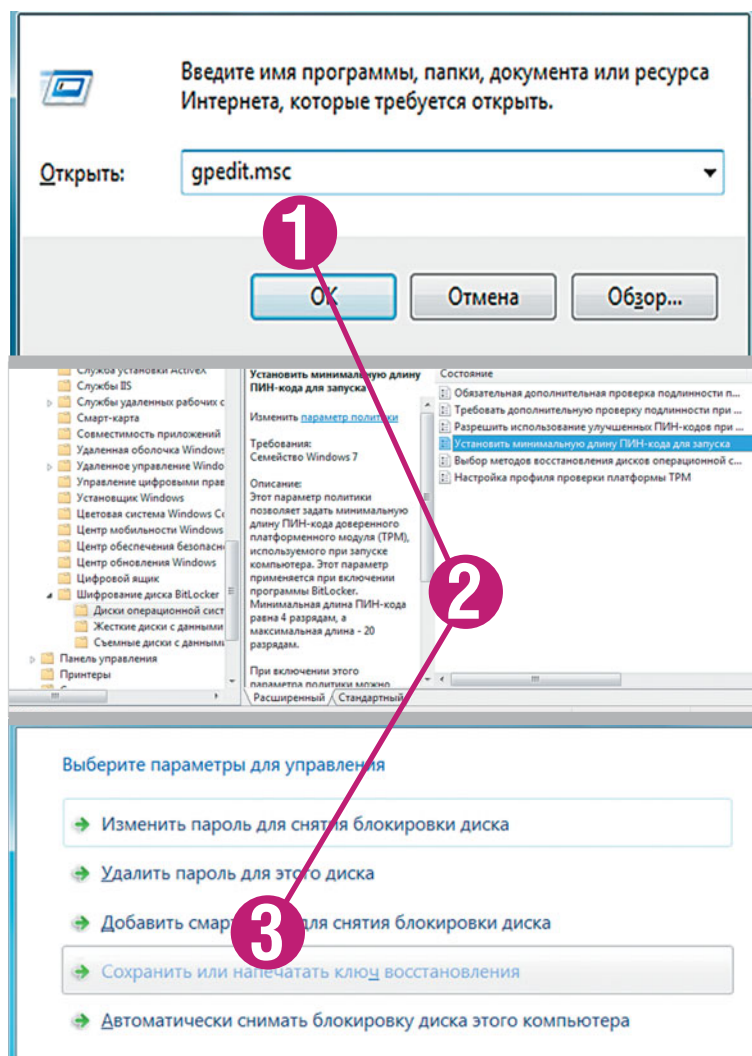 Введите имя программы, папки, документа или ресурса
Интернета, которые требуется открыть.
Открыть:
gpedit.msc
1
ОК
Отмена
Обзор...
Служба установки ActiveX
Службы IIS
Службы удаленных рабочих с
Смарт-карта
Совместимость приложений
Удаленная оболочка Windows
Удаленное управление Windo
Управление цифровыми прав
Установщик Windows
Цветовая система Windows Co
Центр мобильности Windows
Центр обеспечения безопасн
Центр обновления Windows
Цифровой ящик
Шифрование диска BitLocker
Диски операционной сист
Жесткие диски с данными
Съемные диски с данными
Панель управления
Принтеры
Установить минимальную длину
ПИН-кода для запуска
Изменить параметр политики
Требования:
Семейство Windows 7
Описание:
Этот параметр политики
позволяет задать минимальную
длину ПИН-кода доверенного
платформенного модуля (TPM),
используемого при запуске
компьютера. Этот параметр
применяется при включении
программы BitLocker.
Минимальная длина ПИН-кода
равна 4 разрядам, а
максимальная длина - 20
разрядам.
При включении этого
параметра политики можно
Расширенный
Стандартный
Состояние
Обязательная дополнительная проверка подлинности п...
Требовать дополнительную проверку подлинности при ...
Разрешить использование улучшенных ПИН-кодов при ...
Установить минимальную длину ПИН-кода для запуска
Выбор методов восстановления дисков операционной с...
Настройка профиля проверки платформы TPM
2
Выберите параметры для управления
Изменить пароль для снятия блокировки диска
Удалить пароль для этого диска
Добавить смар для снятия блокировки диска
3
Сохранить или напечатать ключ восстановления
Автоматически снимать блокировку диска этого компьютера